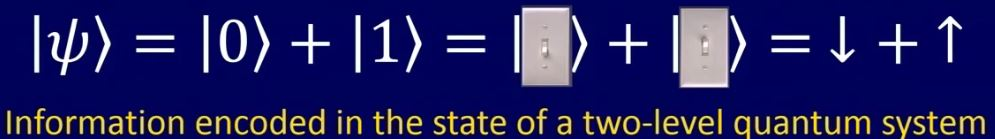 |ψ⟩ = |0⟩ + |1⟩ = | ⟩ + | ⟩ = ↓ + ↑
Information encoded in the state of a two-level quantum system